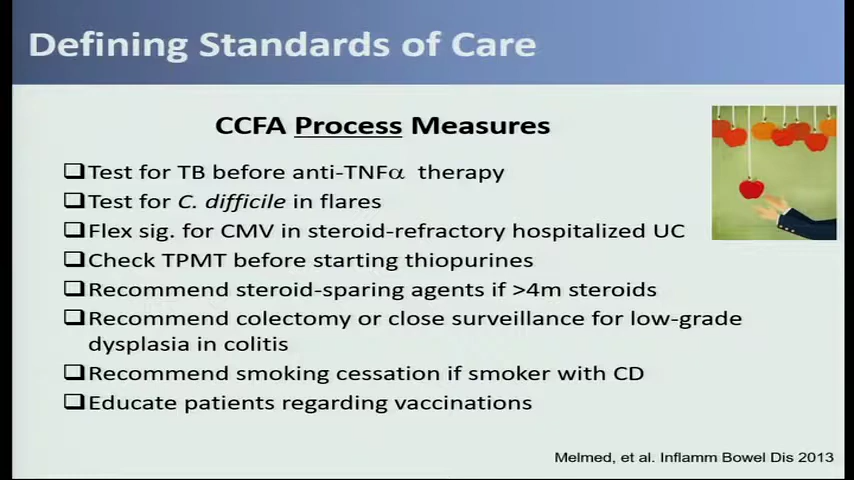 Defining Standards of Care
CCFA Process Measures
Test for TB before anti-TNFα therapy
Test for C. difficile in flares
Flex sig. for CMV in steroid-refractory hospitalized UC
Check TPMT before starting thiopurines
Recommend steroid-sparing agents if >4m steroids
Recommend colectomy or close surveillance for low-grade
dysplasia in colitis
Recommend smoking cessation if smoker with CD
Educate patients regarding vaccinations
Melmed, et al. Inflamm Bowel Dis 2013